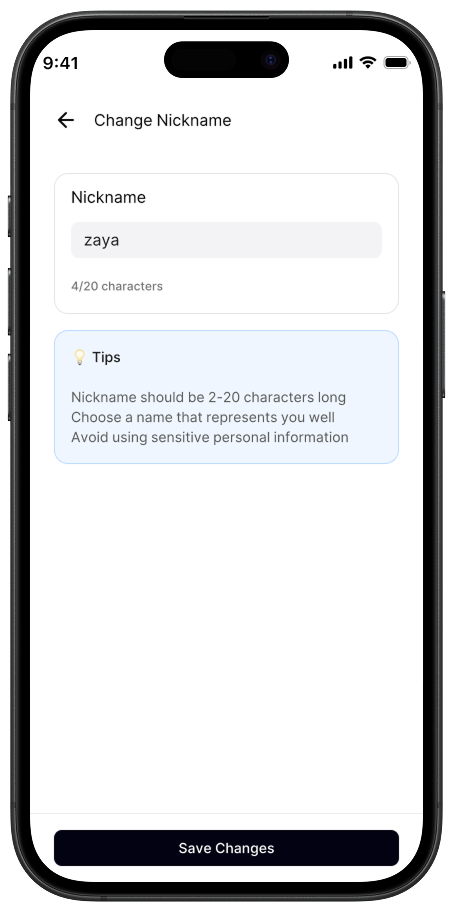 9:41
Change Nickname
Nickname
zaya
4/20 characters
💡 Tips
Nickname should be 2-20 characters long
Choose a name that represents you well
Avoid using sensitive personal information
Save Changes